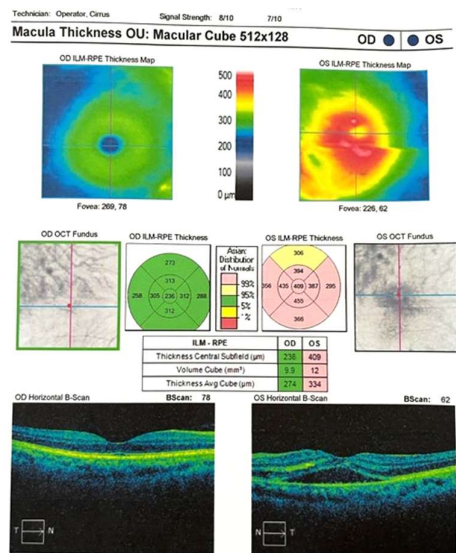 Technician: Operator, Cirrus Signal Strength: 8/10 7/10
Macula Thickness OU: Macular Cube 512x128 OD OS
OD ILM-RPE Thickness Map
OS ILM-RPE Thickness Map
500
400
300
200
100
0 µm
Fovea: 269, 78
Fovea: 226, 62
OD OCT Fundus
OD ILM-RPE Thickness
Asian
Distribution
of Normals
99%
95%
5%
1%
OS ILM-RPE Thickness
OS OCT Fundus
273
313
258 305 236 312 288
312
306
394
356 435 409 387 295
455
366
ILM - RPE OD OS
Thickness Central Subfield (µm) 236 409
Volume Cube (mm³) 9.9 12
Thickness Avg Cube (µm) 274 334
OD Horizontal B-Scan BScan: 78
OS Horizontal B-Scan BScan: 62
T N
N T